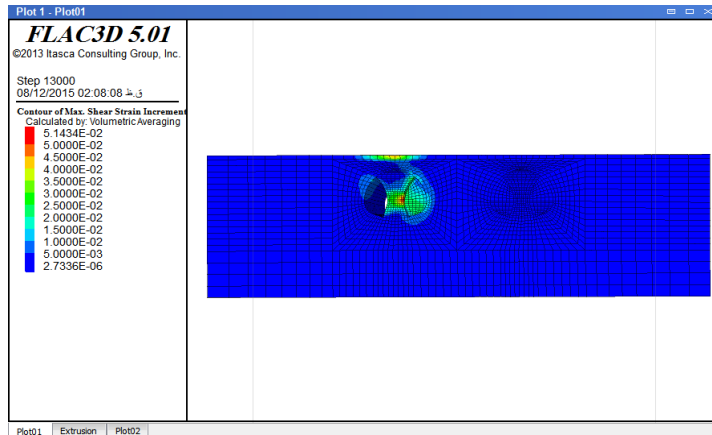 Plot 1 - Plot01
FLAC3D 5.01
©2013 Itasca Consulting Group, Inc.
Step 13000
08/12/2015 02:08:08 ق.ظ
Contour of Max. Shear Strain Increment
Calculated by: Volumetric Averaging
5.1434E-02
5.0000E-02
4.5000E-02
4.0000E-02
3.5000E-02
3.0000E-02
2.5000E-02
2.0000E-02
1.5000E-02
1.0000E-02
5.0000E-03
2.7336E-06
Plot01 Extrusion Plot02